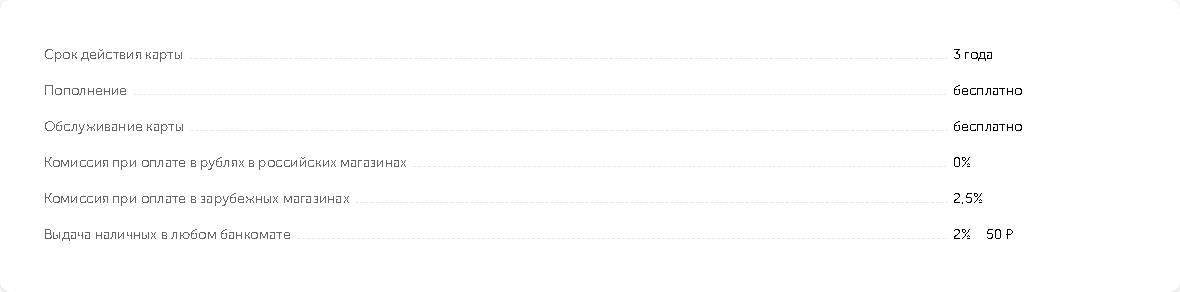 Срок действия карты 3 года
Пополнение бесплатно
Обслуживание карты бесплатно
Комиссия при оплате в рублях в российских магазинах 0%
Комиссия при оплате в зарубежных магазинах 2,5%
Выдача наличных в любом банкомате 2% 50 ₽